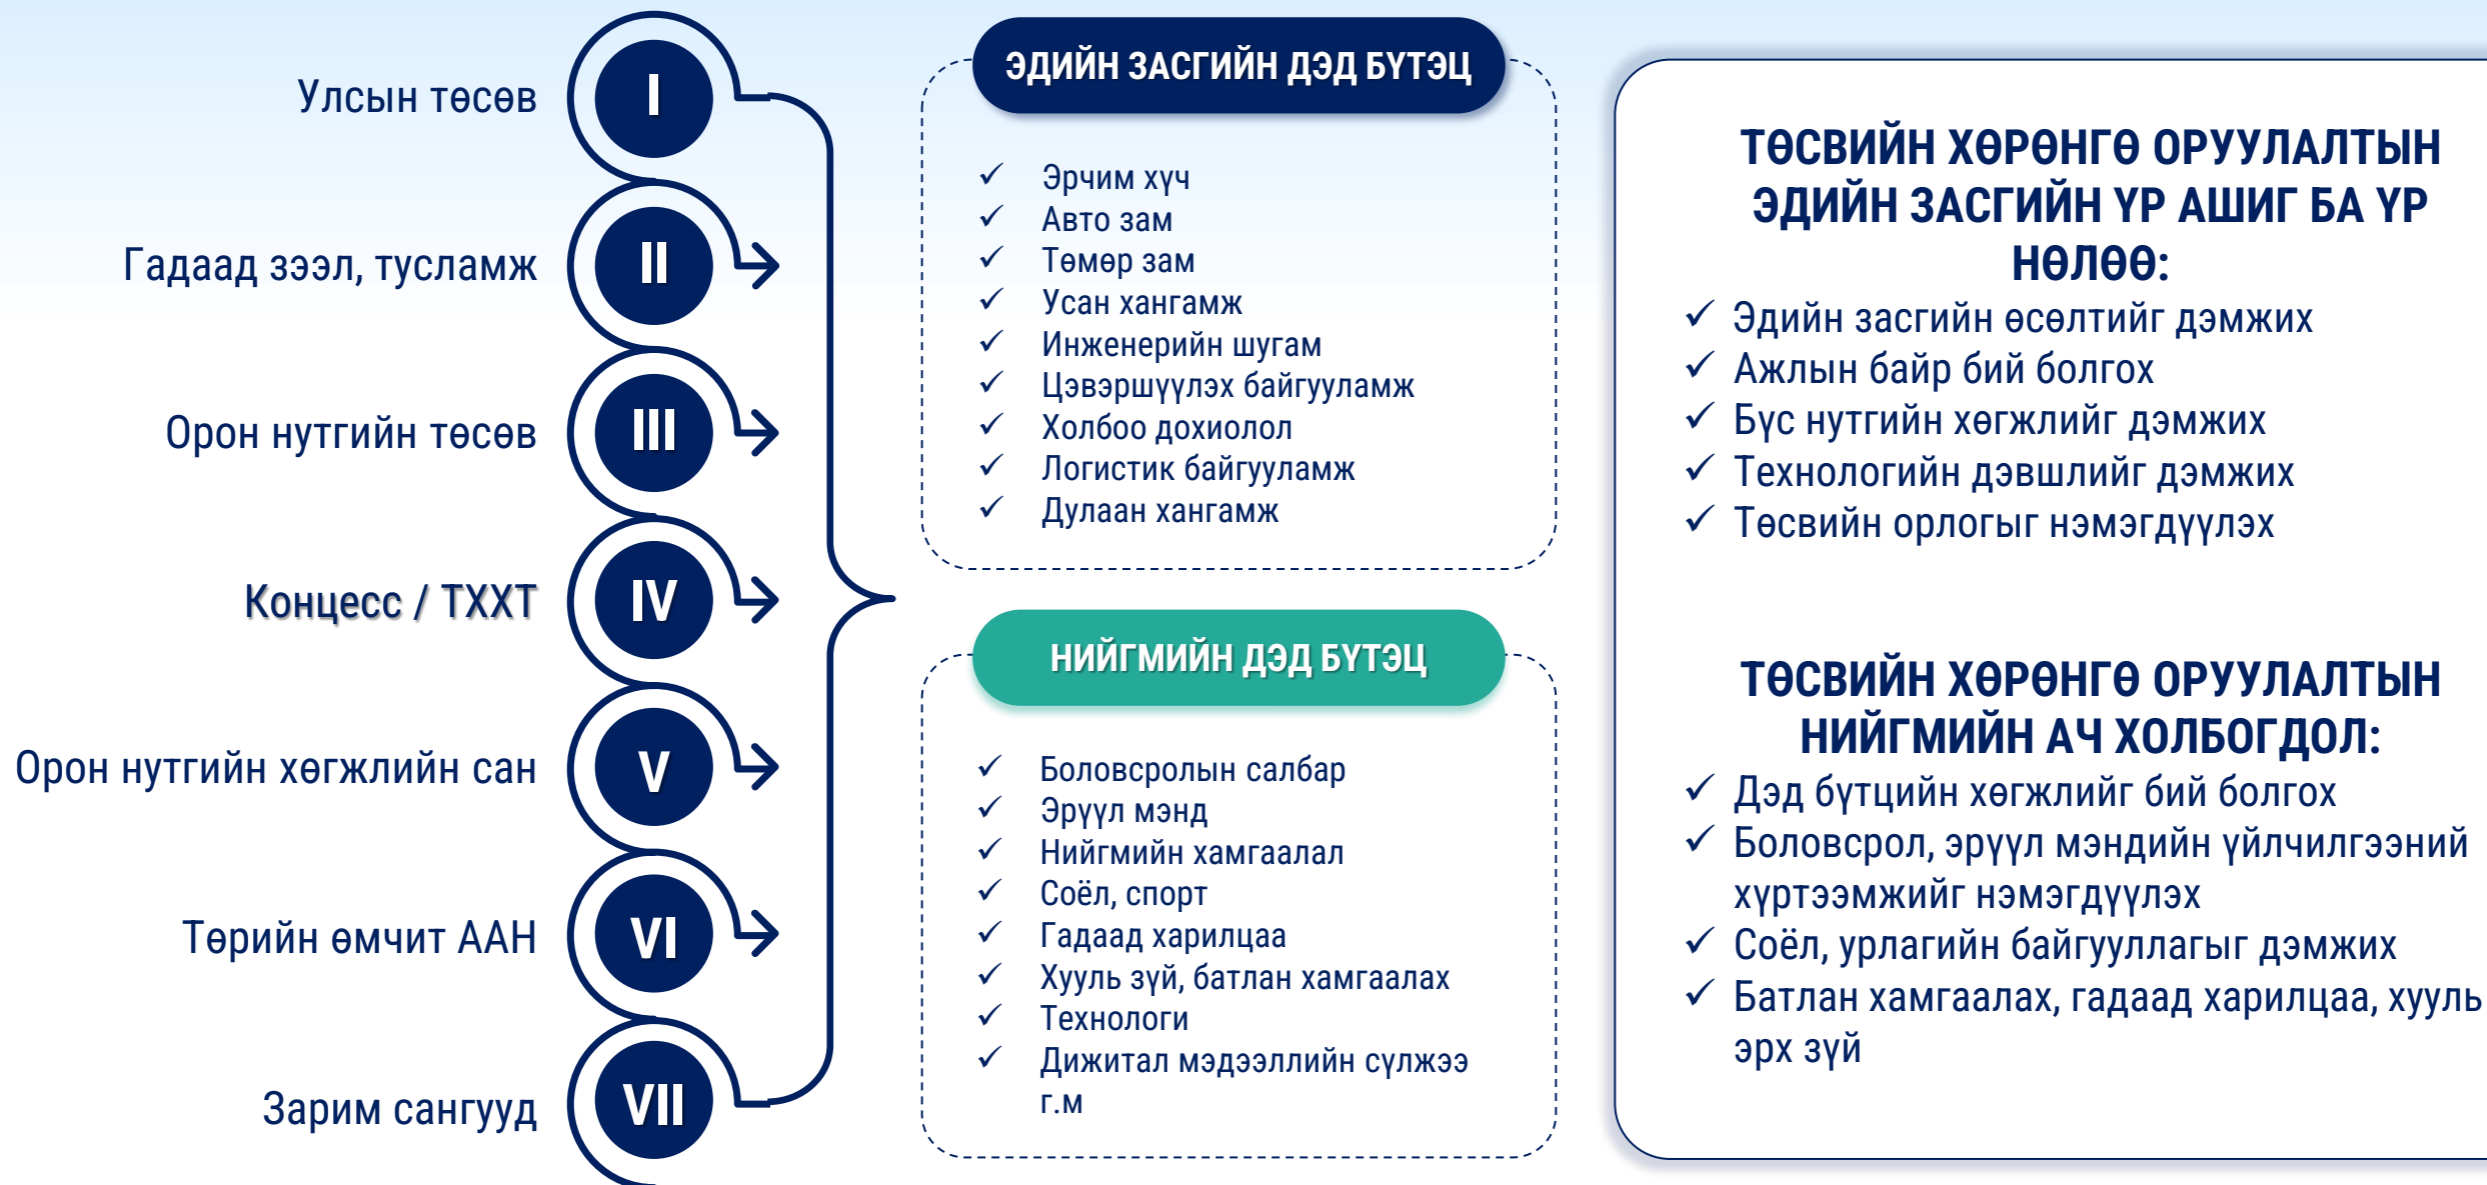 Улсын төсөв
I
Гадаад зээл, тусламж
II
Орон нутгийн төсөв
III
Концесс / ТХХТ
IV
Орон нутгийн хөгжлийн сан
V
Төрийн өмчит ААН
VI
Зарим сангууд
VII
ЭДИЙН ЗАСГИЙН ДЭД БҮТЭЦ
✓ Эрчим хүч
✓ Авто зам
✓ Төмөр зам
✓ Усан хангамж
✓ Инженерийн шугам
✓ Цэвэршүүлэх байгууламж
✓ Холбоо дохиолол
✓ Логистик байгууламж
✓ Дулаан хангамж
НИЙГМИЙН ДЭД БҮТЭЦ
✓ Боловсролын салбар
✓ Эрүүл мэнд
✓ Нийгмийн хамгаалал
✓ Соёл, спорт
✓ Гадаад харилцаа
✓ Хууль зүй, батлан хамгаалах
✓ Технологи
✓ Дижитал мэдээллийн сүлжээ
г.м
ТӨСВИЙН ХӨРӨНГӨ ОРУУЛАЛТЫН
ЭДИЙН ЗАСГИЙН ҮР АШИГ БА ҮР
НӨЛӨӨ:
✓ Эдийн засгийн өсөлтийг дэмжих
✓ Ажлын байр бий болгох
✓ Бүс нутгийн хөгжлийг дэмжих
✓ Технологийн дэвшлийг дэмжих
✓ Төсвийн орлогыг нэмэгдүүлэх
ТӨСВИЙН ХӨРӨНГӨ ОРУУЛАЛТЫН
НИЙГМИЙН АЧ ХОЛБОГДОЛ:
✓ Дэд бүтцийн хөгжлийг бий болгох
✓ Боловсрол, эрүүл мэндийн үйлчилгээний
хүртээмжийг нэмэгдүүлэх
✓ Соёл, урлагийн байгууллагыг дэмжих
✓ Батлан хамгаалах, гадаад харилцаа, хууль
эрх зүй